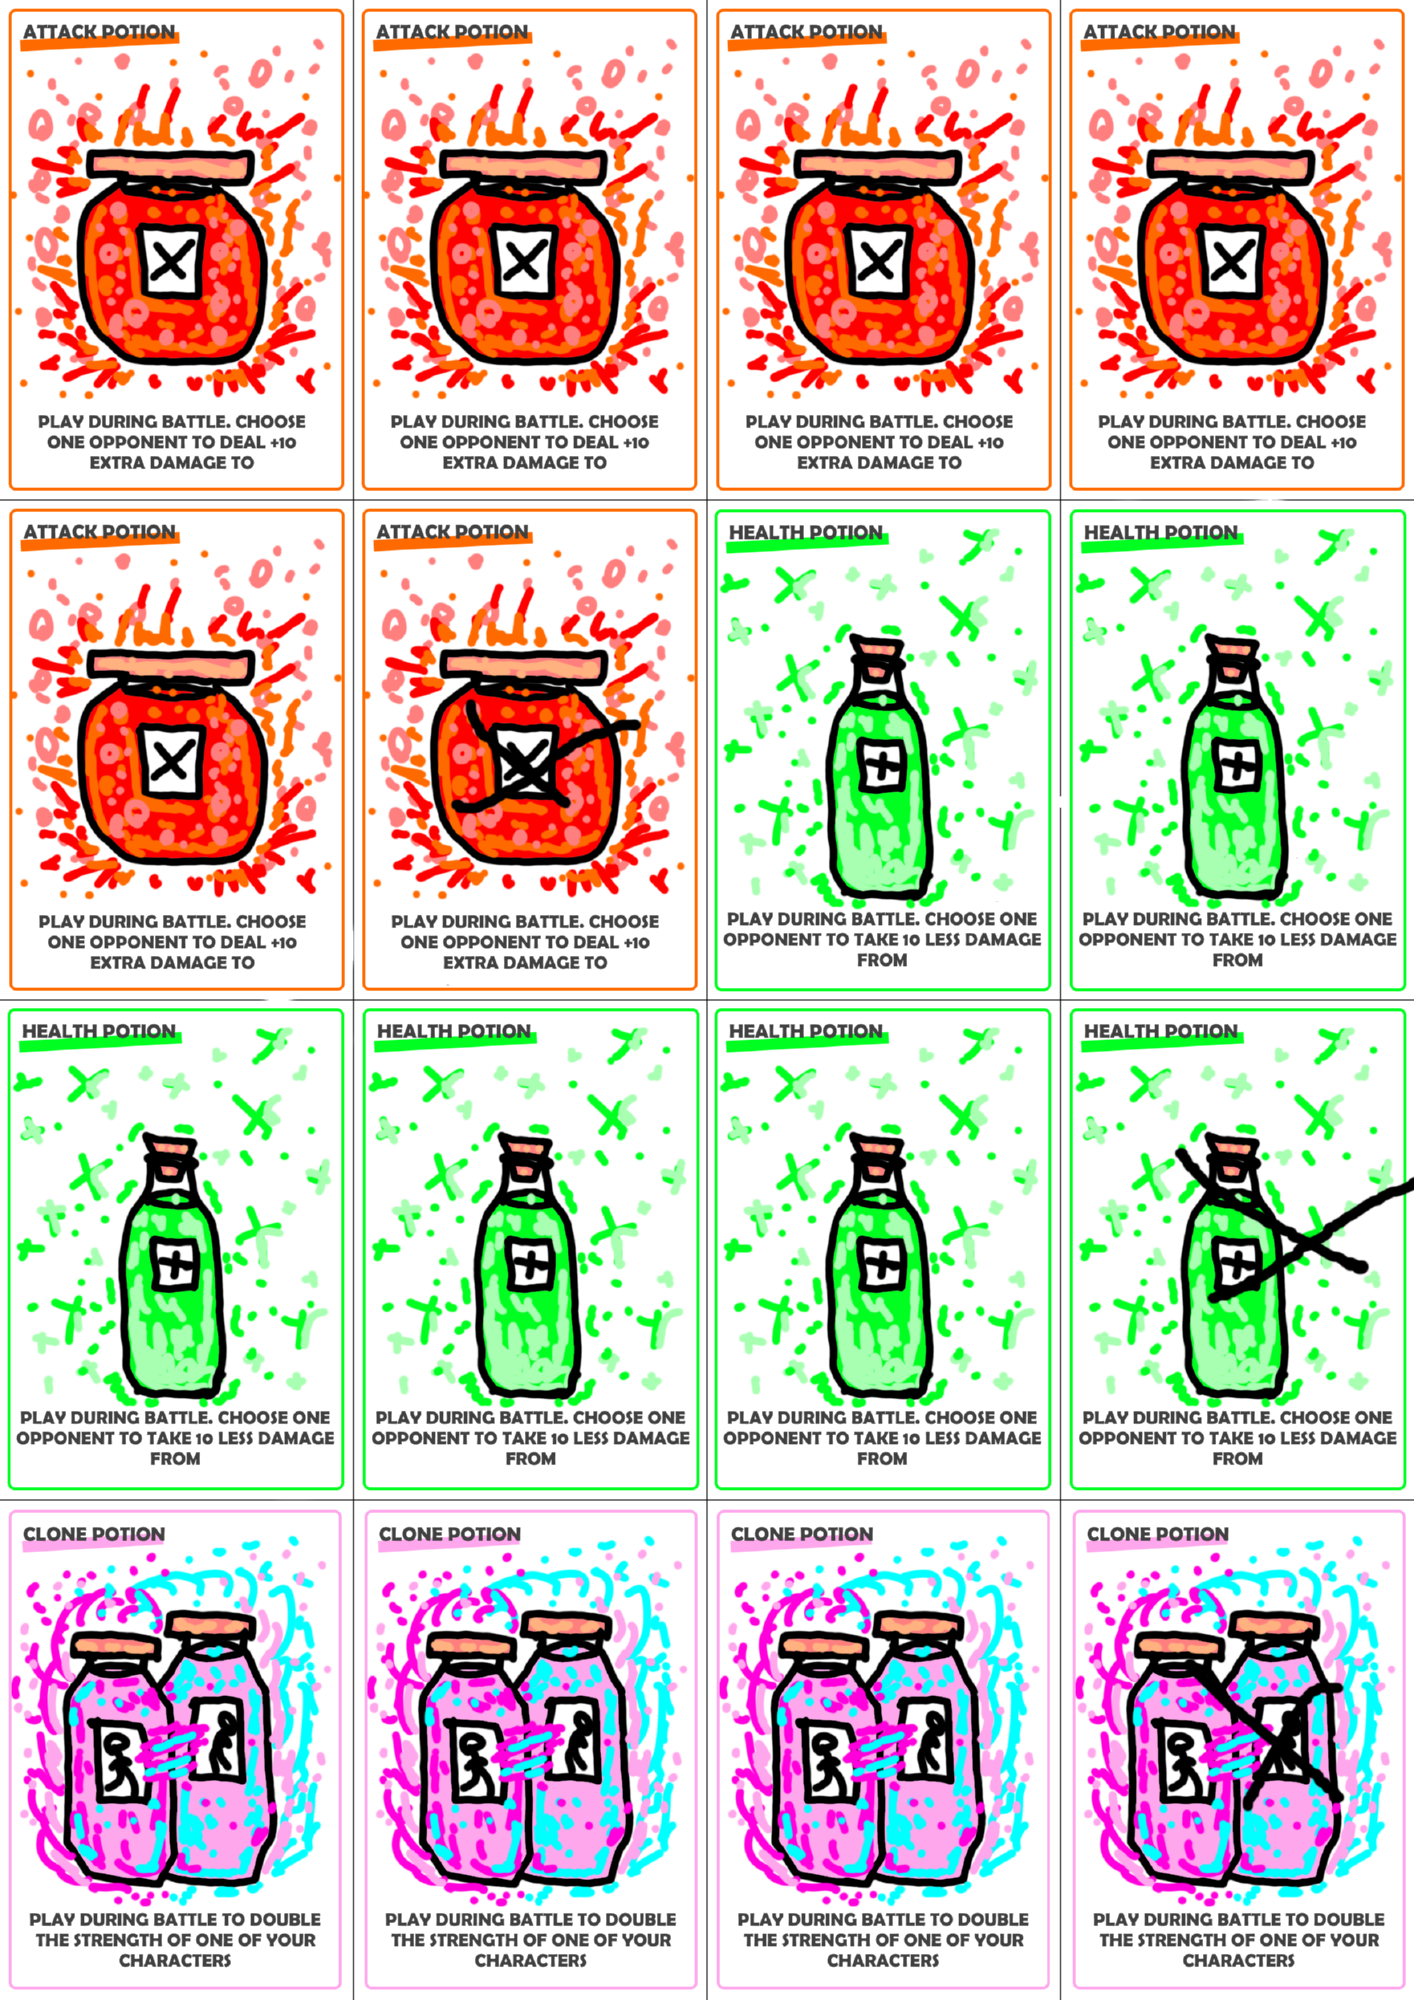 ATTACK POTION
PLAY DURING BATTLE. CHOOSE
ONE OPPONENT TO DEAL +10
EXTRA DAMAGE TO
ATTACK POTION
PLAY DURING BATTLE. CHOOSE
ONE OPPONENT TO DEAL +10
EXTRA DAMAGE TO
ATTACK POTION
PLAY DURING BATTLE. CHOOSE
ONE OPPONENT TO DEAL +10
EXTRA DAMAGE TO
ATTACK POTION
PLAY DURING BATTLE. CHOOSE
ONE OPPONENT TO DEAL +10
EXTRA DAMAGE TO
ATTACK POTION
PLAY DURING BATTLE. CHOOSE
ONE OPPONENT TO DEAL +10
EXTRA DAMAGE TO
ATTACK POTION
PLAY DURING BATTLE. CHOOSE
ONE OPPONENT TO DEAL +10
EXTRA DAMAGE TO
HEALTH POTION
PLAY DURING BATTLE. CHOOSE ONE
OPPONENT TO TAKE 10 LESS DAMAGE
FROM
HEALTH POTION
PLAY DURING BATTLE. CHOOSE ONE
OPPONENT TO TAKE 10 LESS DAMAGE
FROM
HEALTH POTION
PLAY DURING BATTLE. CHOOSE ONE
OPPONENT TO TAKE 10 LESS DAMAGE
FROM
HEALTH POTION
PLAY DURING BATTLE. CHOOSE ONE
OPPONENT TO TAKE 10 LESS DAMAGE
FROM
HEALTH POTION
PLAY DURING BATTLE. CHOOSE ONE
OPPONENT TO TAKE 10 LESS DAMAGE
FROM
HEALTH POTION
PLAY DURING BATTLE. CHOOSE ONE
OPPONENT TO TAKE 10 LESS DAMAGE
FROM
CLONE POTION
PLAY DURING BATTLE TO DOUBLE
THE STRENGTH OF ONE OF YOUR
CHARACTERS
CLONE POTION
PLAY DURING BATTLE TO DOUBLE
THE STRENGTH OF ONE OF YOUR
CHARACTERS
CLONE POTION
PLAY DURING BATTLE TO DOUBLE
THE STRENGTH OF ONE OF YOUR
CHARACTERS
CLONE POTION
PLAY DURING BATTLE TO DOUBLE
THE STRENGTH OF ONE OF YOUR
CHARACTERS